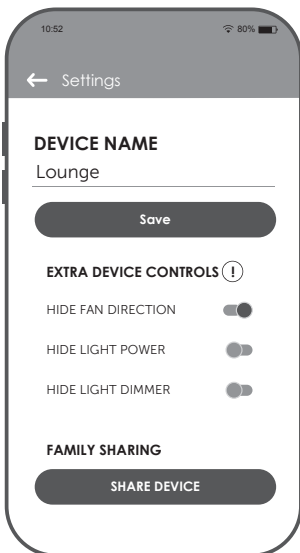 10:52 80%
Settings
DEVICE NAME
Lounge
Save
EXTRA DEVICE CONTROLS !
HIDE FAN DIRECTION
HIDE LIGHT POWER
HIDE LIGHT DIMMER
FAMILY SHARING
SHARE DEVICE